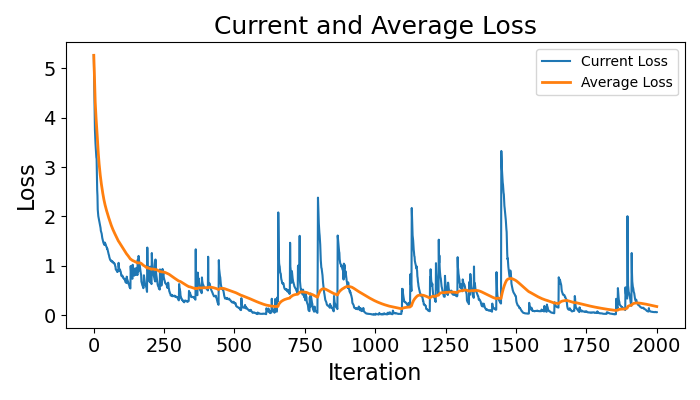 Current and Average Loss
Current Loss
Average Loss
5
4
3
2
1
0
Loss
0 250 500 750 1000 1250 1500 1750 2000
Iteration